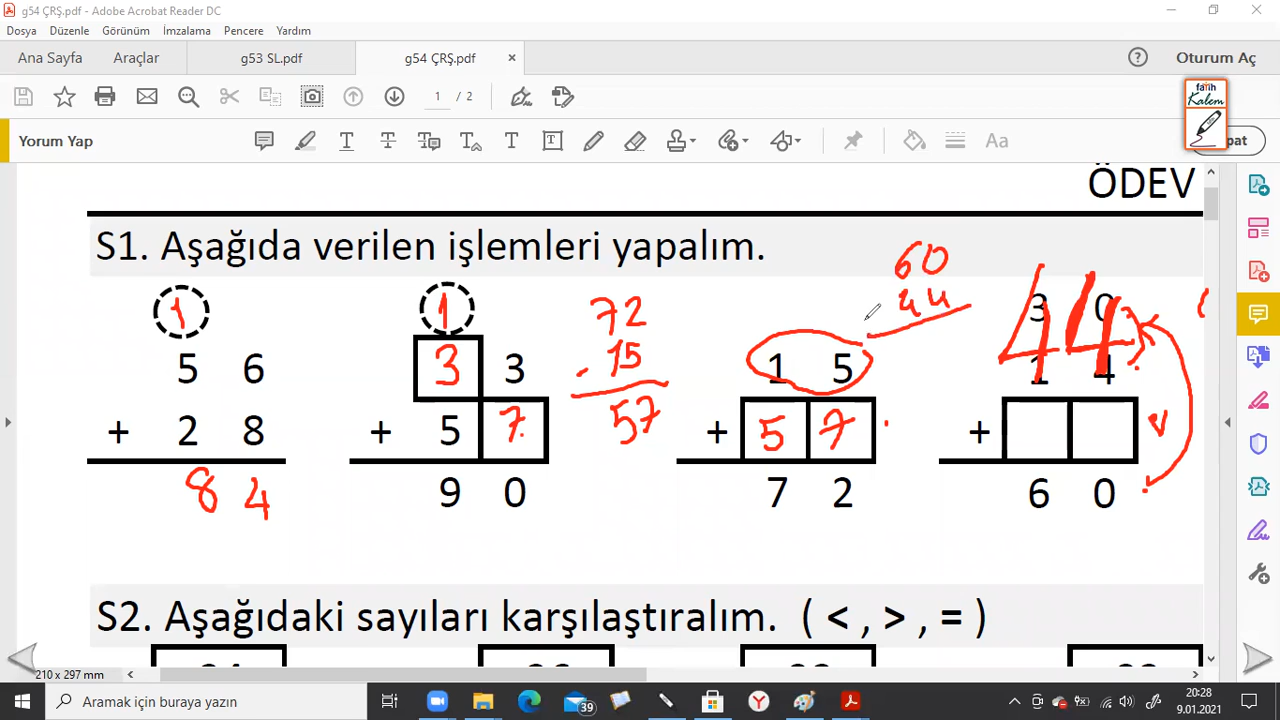 g54 ÇRŞ.pdf - Adobe Acrobat Reader DC
Dosya Düzenle Görünüm İmzalama Pencere Yardım
Ana Sayfa Araçlar g53 SL.pdf g54 ÇRŞ.pdf × ? Oturum Aç
1 / 2
fatih
Kalem
Yorum Yap T T T T T Aa pat
ÖDEV
S1. Aşağıda verilen işlemleri yapalım.
60
1 1 72 44 3 0
44
5 6 3 3 15 1 5 1 4
+ 2 8 + 5 7 57 + 5 7 +
8 4 9 0 7 2 6 0
S2. Aşağıdaki sayıları karşılaştıralım. ( < , > , = )
210 x 297 mm
Aramak için buraya yazın 39 20:28
9.01.2021